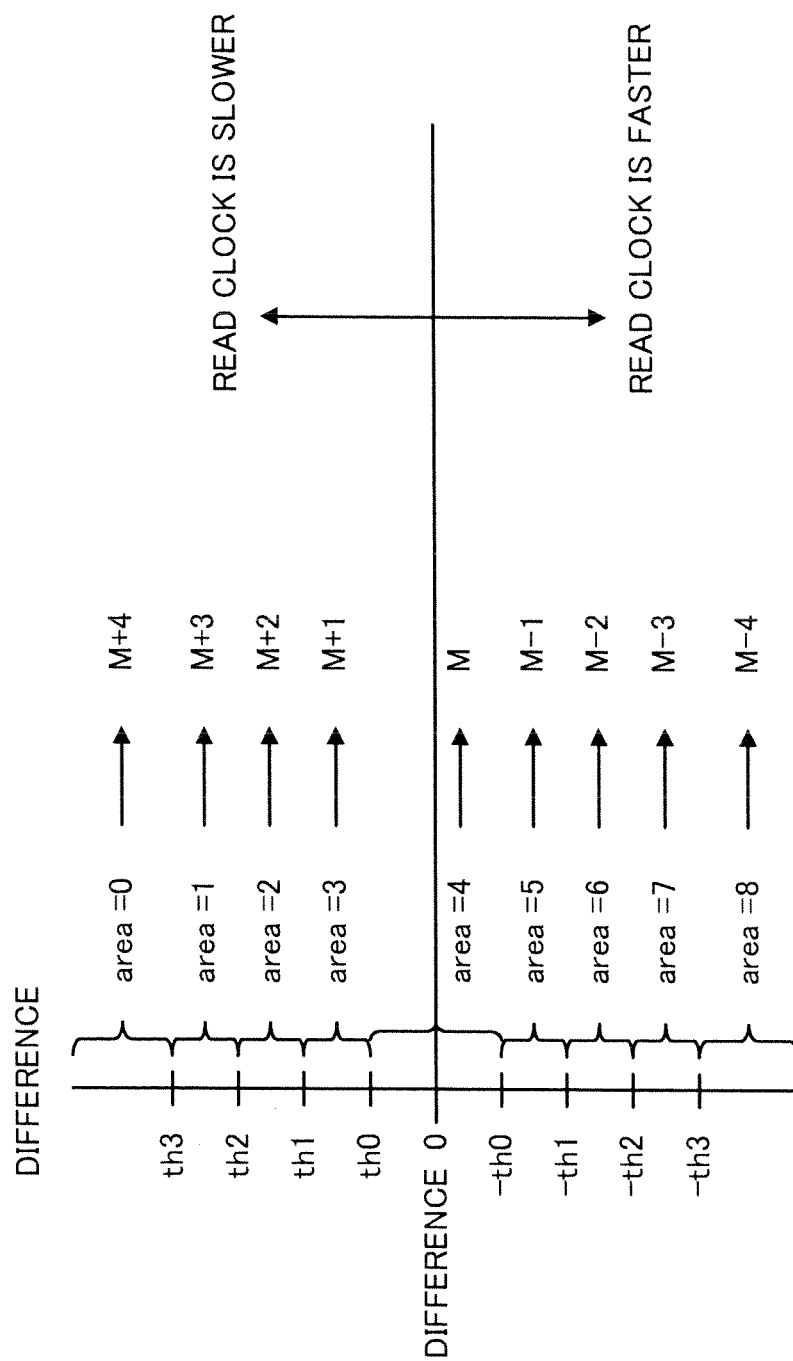 DIFFERENCE
th3
th2
th1
th0
DIFFERENCE 0
-th0
-th1
-th2
-th3
area =0 M+4
area =1 M+3
area =2 M+2
area =3 M+1
area =4 M
area =5 M-1
area =6 M-2
area =7 M-3
area =8 M-4
READ CLOCK IS SLOWER
READ CLOCK IS FASTER